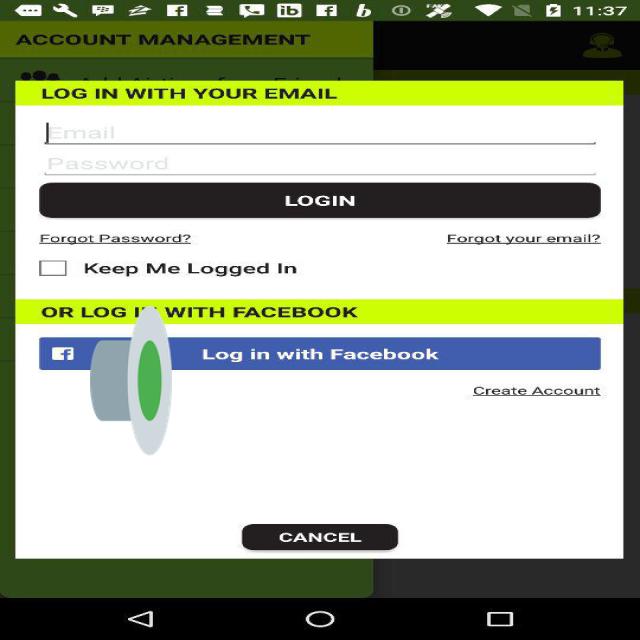 11:37
ACCOUNT MANAGEMENT
LOG IN WITH YOUR EMAIL
Email
Password
LOGIN
Forgot Password? Forgot your email?
Keep Me Logged In
OR LOG IN WITH FACEBOOK
Log in with Facebook
Create Account
CANCEL